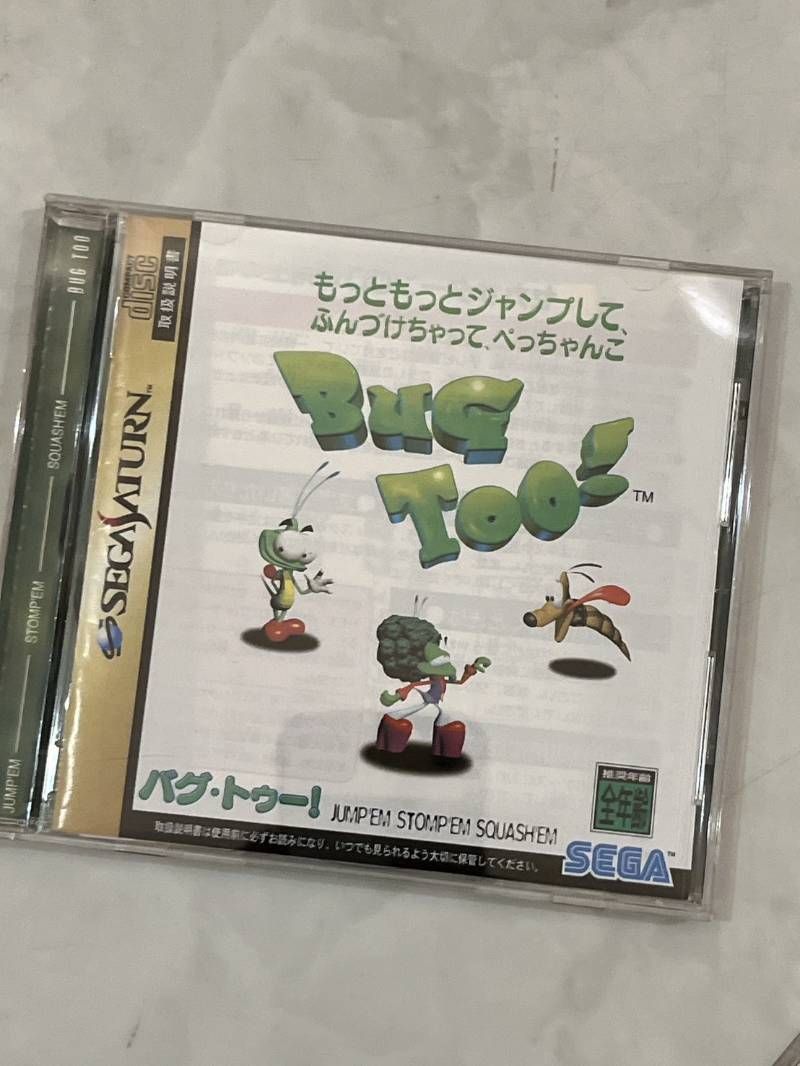 BUG TOO
SQUASH'EM
STOMP'EM
JUMP'EM
COMPACT
disc
取扱説明書
SEGA SATURN™
もっともっとジャンプして、
ふんづけちゃって、ぺっちゃんこ
BUG
TOO! TM
バグ・トゥー!
JUMP'EM STOMP'EM SQUASH'EM
推奨年齢
全年齢
取扱説明書は使用前に必ずお読みになり、いつでも見られるよう大切に保管してください。
SEGA™